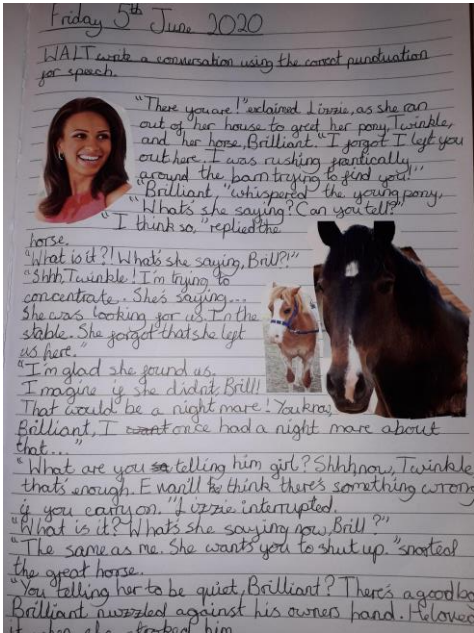 Friday 5th June 2020
WALT write a conversation using the correct punctuation
for speech.
"There you are!" exclaimed Lizzie, as she ran
out of her house to greet her pony, Twinkle,
and her horse, Brilliant. "I forgot I left you
out here. I was rushing frantically
around the barn trying to find you!"
"Brilliant," whispered the young pony,
"What's she saying? Can you tell?"
"I think so," replied the
horse.
"What is it?! What's she saying, Brill?!"
"Shhh, Twinkle! I'm trying to
concentrate. She's saying...
She was looking for us. In the
stable. She forgot that she left
us here."
"I'm glad she found us.
I imagine if she didn't, Brill!
That would be a night mare! You know,
Brilliant, I once had a night mare about
that..."
"What are you telling him girl? Shhh now, Twinkle
that's enough. Ewan'll think there's something wrong
if you carry on." Lizzie interrupted.
"What is it? What's she saying now, Brill?"
"The same as me. She wants you to shut up." snorted
the great horse.
"You telling her to be quiet, Brilliant? There's a good bo
Brilliant nuzzled against his owners hand. He love
it when she stroked him